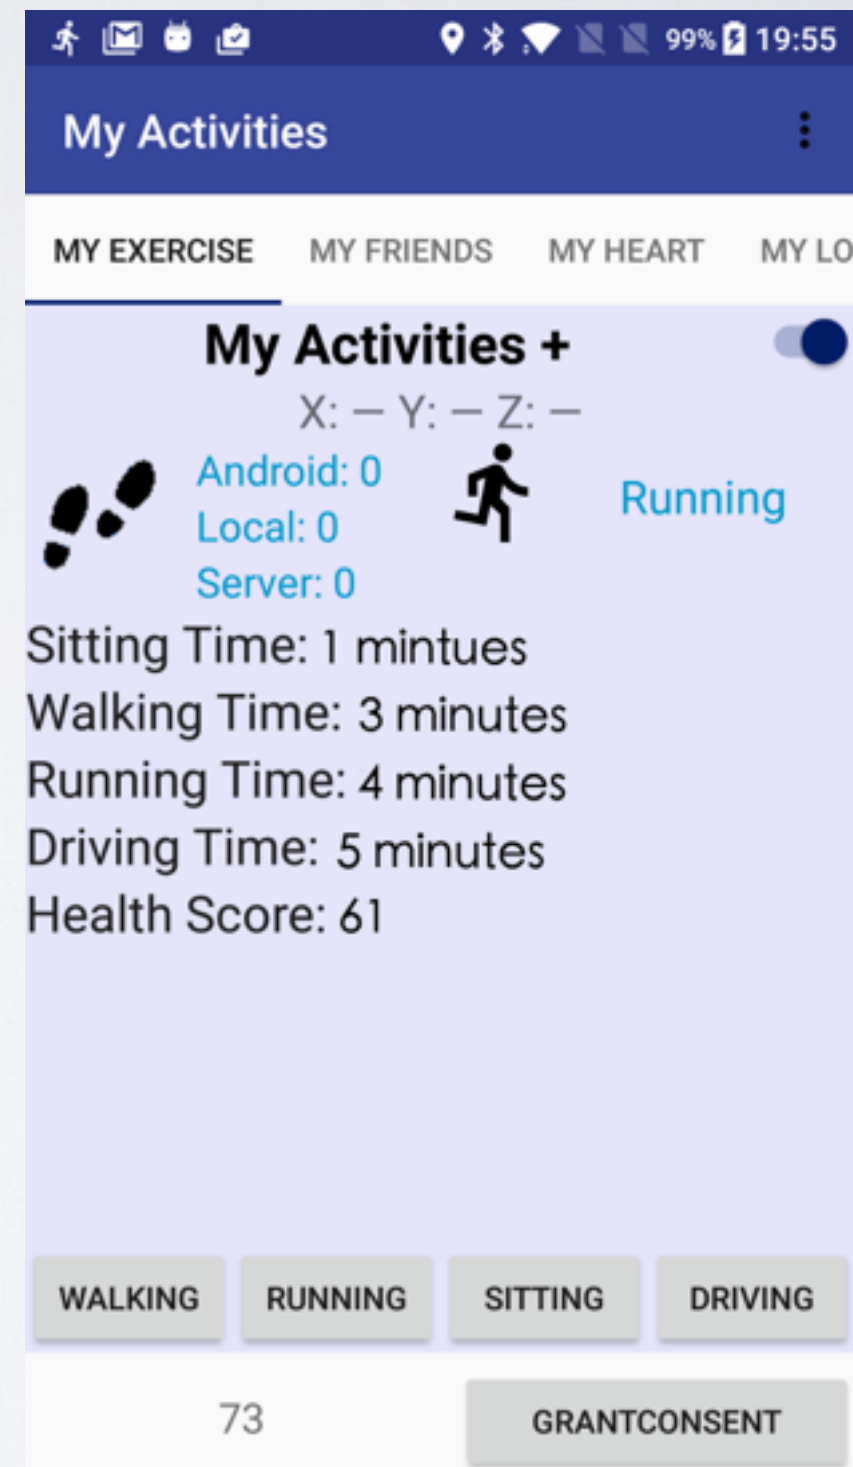 99% 19:55
My Activities
MY EXERCISE MY FRIENDS MY HEART MY LO
My Activities +
X: — Y: — Z: —
Android: 0
Local: 0
Server: 0
Running
Sitting Time: 1 mintues
Walking Time: 3 minutes
Running Time: 4 minutes
Driving Time: 5 minutes
Health Score: 61
WALKING RUNNING SITTING DRIVING
73 GRANTCONSENT